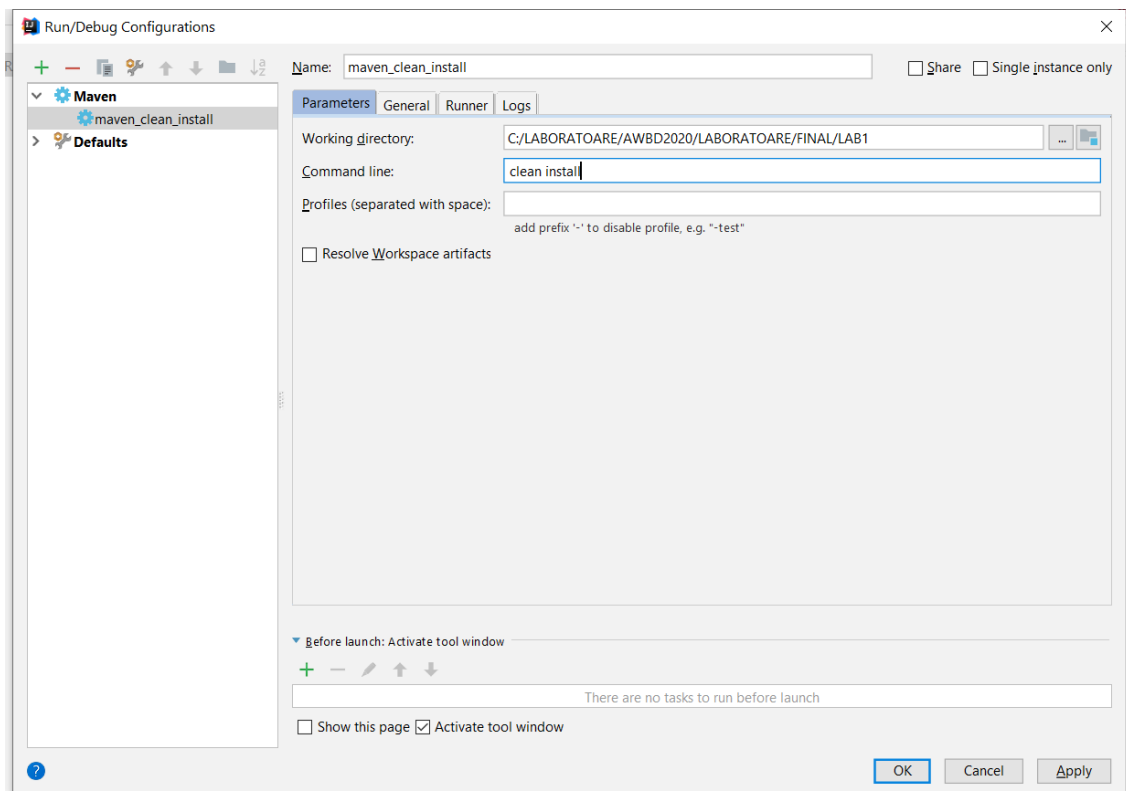 Run/Debug Configurations
Name: maven_clean_install Share Single instance only
Maven
maven_clean_install
Defaults
Parameters General Runner Logs
Working directory: C:/LABORATOARE/AWBD2020/LABORATOARE/FINAL/LAB1 ...
Command line: clean install
Profiles (separated with space):
add prefix '-' to disable profile, e.g. "-test"
Resolve Workspace artifacts
Before launch: Activate tool window
There are no tasks to run before launch
Show this page Activate tool window
? OK Cancel Apply